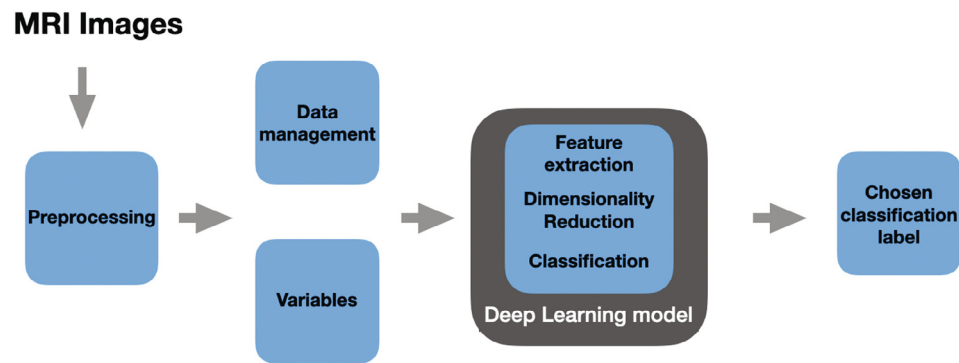 MRI Images
Preprocessing
Data
management
Variables
Feature
extraction
Dimensionality
Reduction
Classification
Deep Learning model
Chosen
classification
label